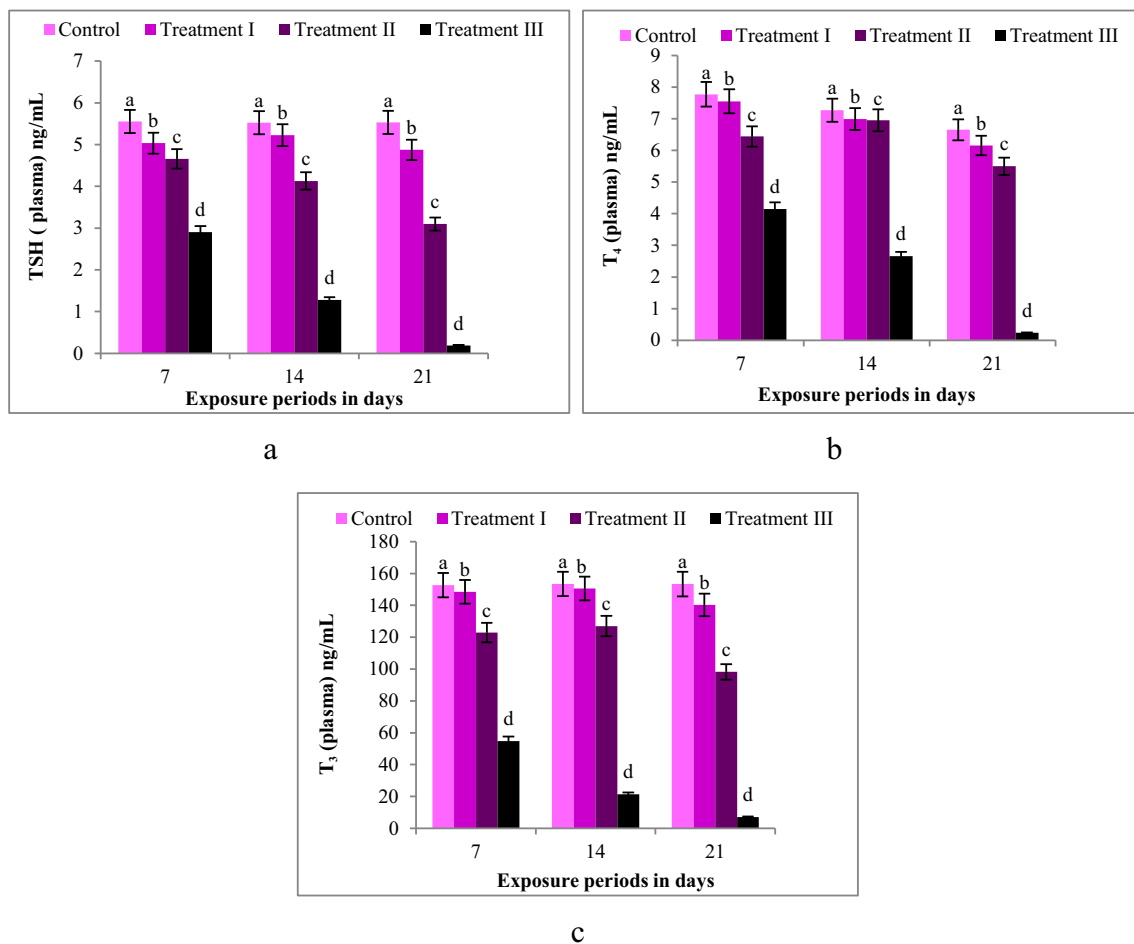 Control Treatment I Treatment II Treatment III
7
6
5
4
3
2
1
0
TSH ( plasma) ng/mL
a b c d
a b c d
a b c d
7 14 21
Exposure periods in days
a
Control Treatment I Treatment II Treatment III
9
8
7
6
5
4
3
2
1
0
T₄ (plasma) ng/mL
a b c d
a b c d
a b c d
7 14 21
Exposure periods in days
b
Control Treatment I Treatment II Treatment III
180
160
140
120
100
80
60
40
20
0
T₃ (plasma) ng/mL
a b c d
a b c d
a b c d
7 14 21
Exposure periods in days
c